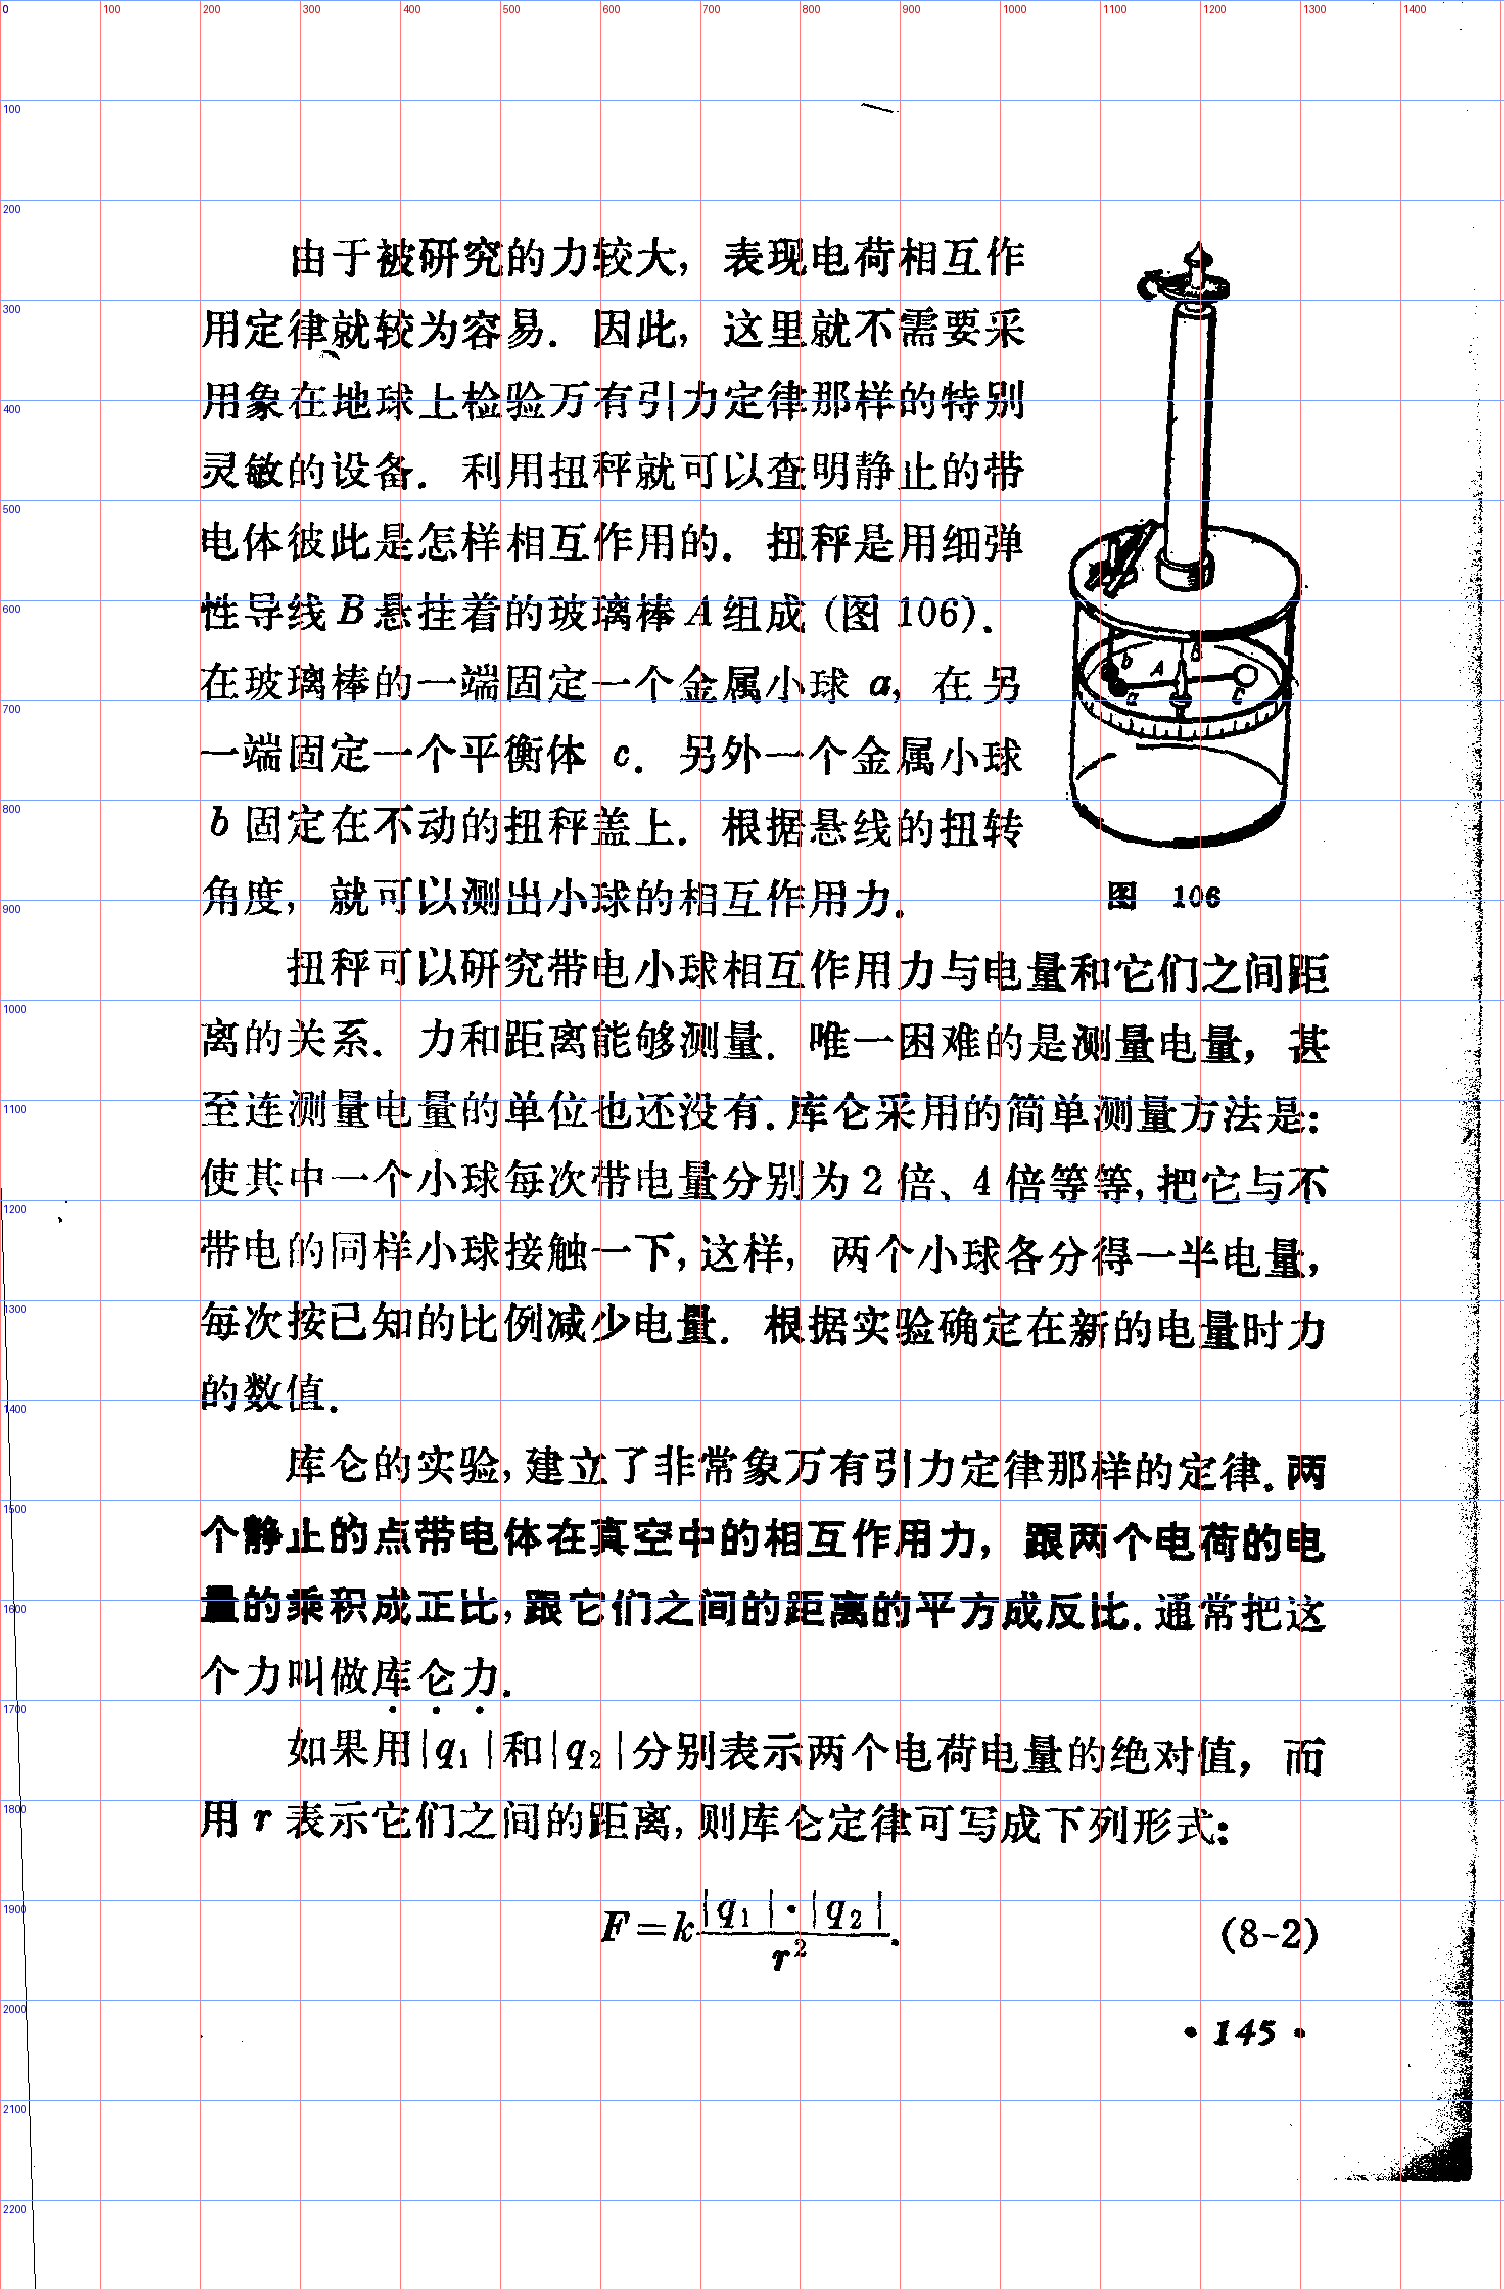 由于被研究的力较大，表现电荷相互作
用定律就较为容易．因此，这里就不需要采
用象在地球上检验万有引力定律那样的特别
灵敏的设备．利用扭秤就可以查明静止的带
电体彼此是怎样相互作用的．扭秤是用细弹
性导线 B 悬挂着的玻璃棒 A 组成（图 106）．
在玻璃棒的一端固定一个金属小球 a，在另
一端固定一个平衡体 c．另外一个金属小球
b 固定在不动的扭秤盖上．根据悬线的扭转
角度，就可以测出小球的相互作用力．
b A B
a c
图 106
扭秤可以研究带电小球相互作用力与电量和它们之间距
离的关系．力和距离能够测量．唯一困难的是测量电量，甚
至连测量电量的单位也还没有．库仑采用的简单测量方法是：
使其中一个小球每次带电量分别为 2 倍、4 倍等等，把它与不
带电的同样小球接触一下，这样，两个小球各分得一半电量，
每次按已知的比例减少电量．根据实验确定在新的电量时力
的数值．
库仑的实验，建立了非常象万有引力定律那样的定律．两
个静止的点带电体在真空中的相互作用力，跟两个电荷的电
量的乘积成正比，跟它们之间的距离的平方成反比．通常把这
个力叫做库仑力．
如果用|q₁|和|q₂|分别表示两个电荷电量的绝对值，而
用 r 表示它们之间的距离，则库仑定律可写成下列形式：
F=k |q₁|·|q₂| / r². (8-2)
• 145 •